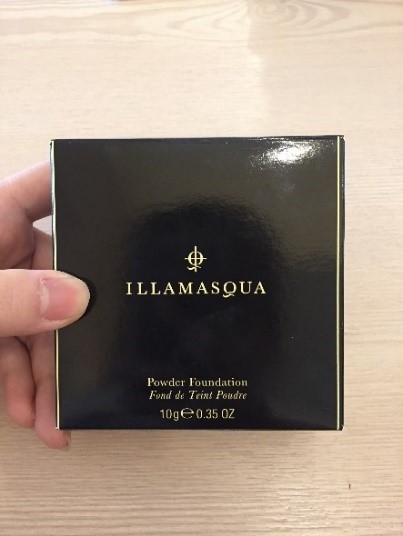 ILLAMASQUA
Powder Foundation
Fond de Teint Poudre
10g℮0.35 OZ